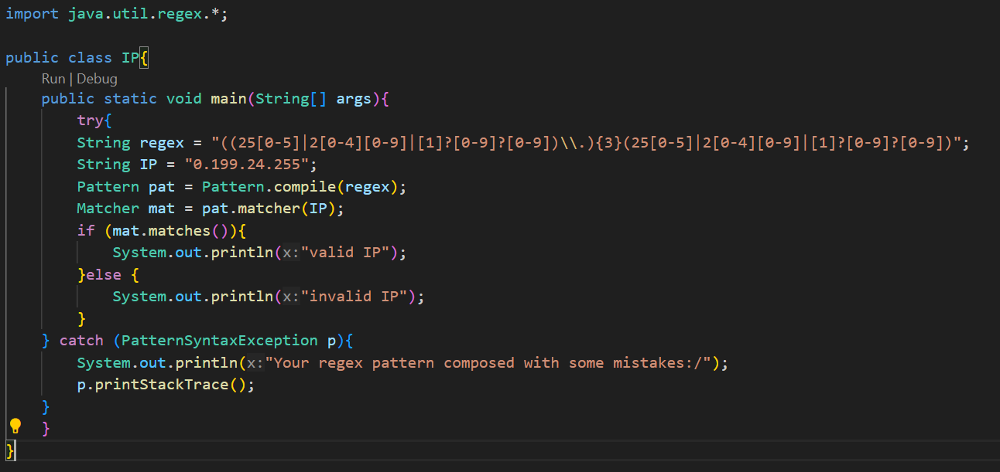 import java.util.regex.*;
public class IP{
Run | Debug
public static void main(String[] args){
try{
String regex = "((25[0-5]|2[0-4][0-9]|[1]?[0-9]?[0-9])\\.){3}(25[0-5]|2[0-4][0-9]|[1]?[0-9]?[0-9])";
String IP = "0.199.24.255";
Pattern pat = Pattern.compile(regex);
Matcher mat = pat.matcher(IP);
if (mat.matches()){
System.out.println(x:"valid IP");
}else {
System.out.println(x:"invalid IP");
}
} catch (PatternSyntaxException p){
System.out.println(x:"Your regex pattern composed with some mistakes:/");
p.printStackTrace();
}
}
}